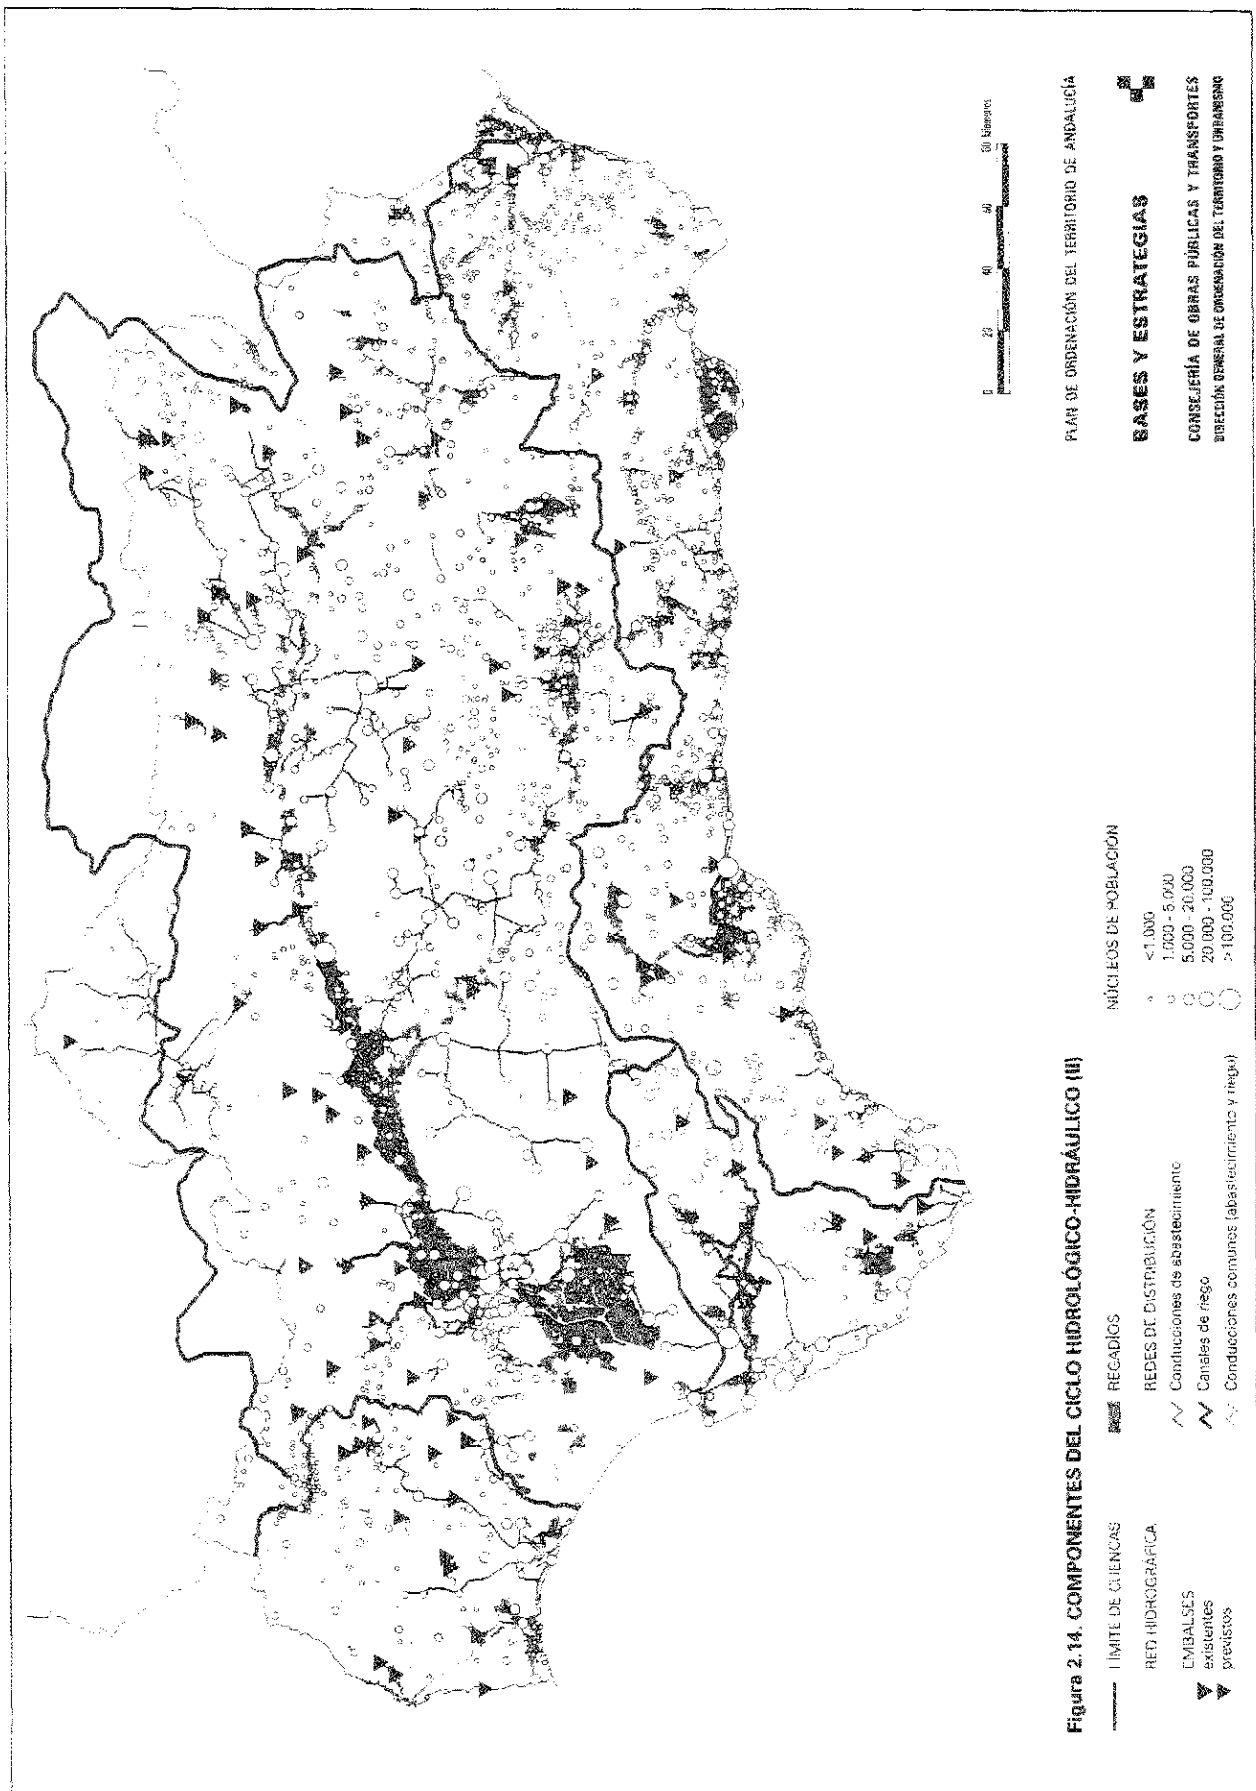 Figura 2.14. COMPONENTES DEL CICLO HIDROLÓGICO-HIDRÁULICO (II)
LÍMITE DE CUENCAS
RED HIDROGRÁFICA
EMBALSES
existentes
previstos
REGADÍOS
REDES DE DISTRIBUCIÓN
Conducciones de abastecimiento
Canales de riego
Conducciones comunes (abastecimiento y riego)
NÚCLEOS DE POBLACIÓN
<1.000
1.000 - 5.000
5.000 - 20.000
20.000 - 100.000
>100.000
0 20 40 60 80 kilómetros
PLAN DE ORDENACIÓN DEL TERRITORIO DE ANDALUCÍA
BASES Y ESTRATEGIAS
CONSEJERÍA DE OBRAS PÚBLICAS Y TRANSPORTES
DIRECCIÓN GENERAL DE ORDENACIÓN DEL TERRITORIO Y URBANISMO